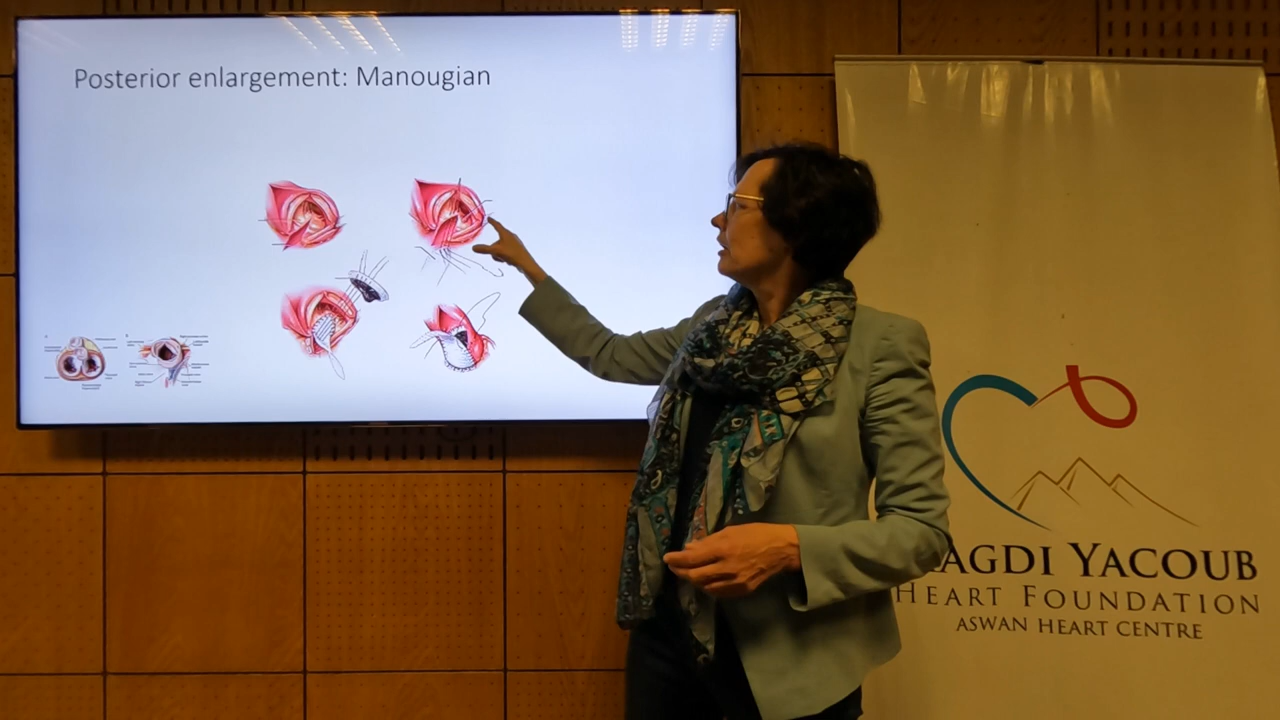 Posterior enlargement: Manougian
AGDI YACOUB
HEART FOUNDATION
ASWAN HEART CENTRE